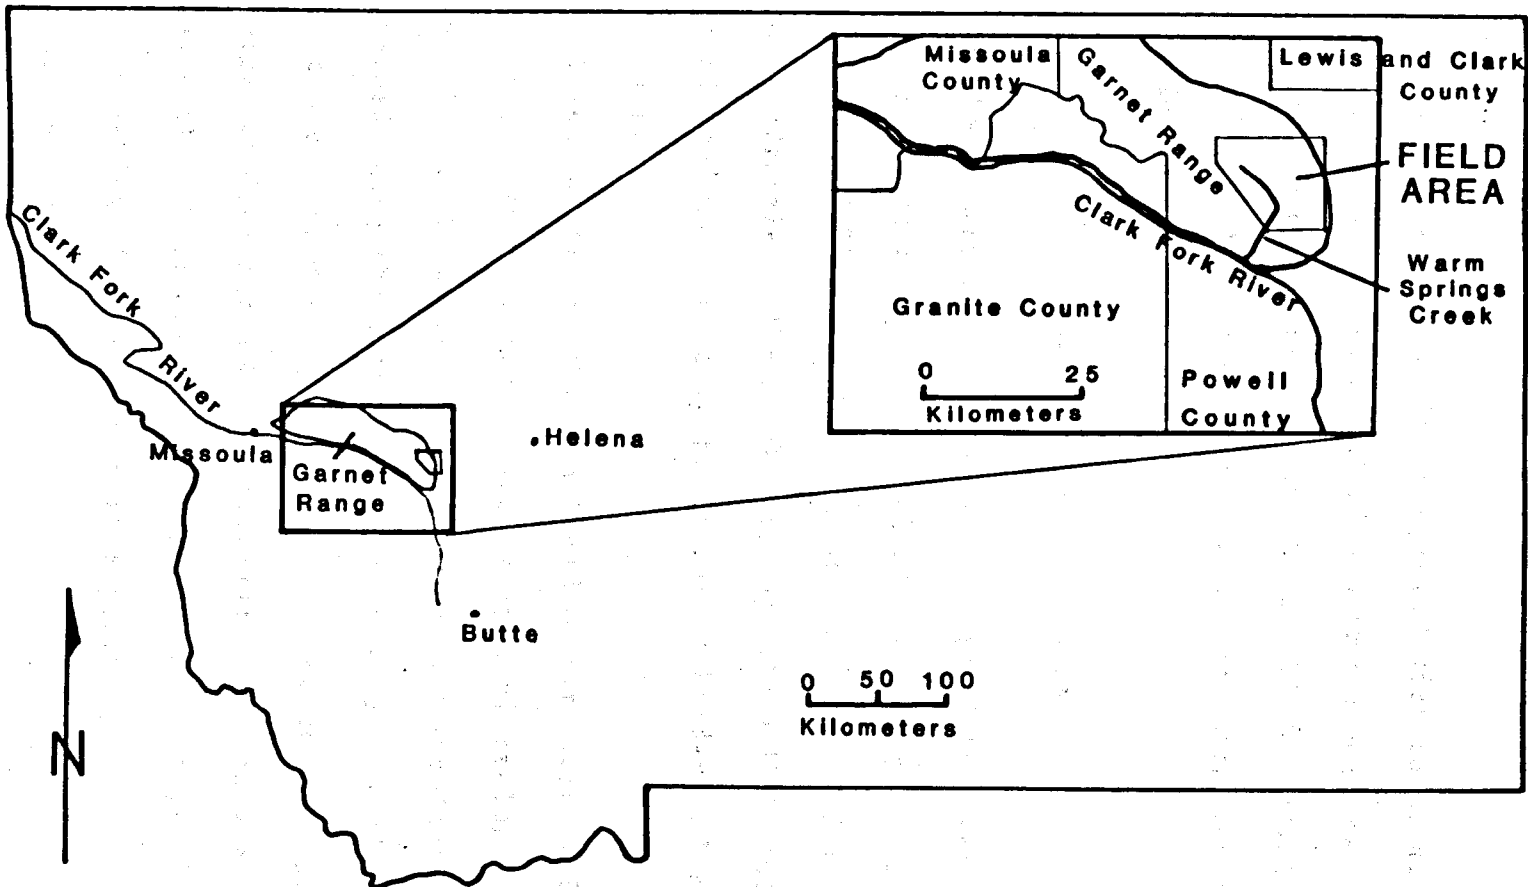 Missoula
County
Garnet Range
Lewis and Clark
County
FIELD
AREA
Clark Fork River
Warm
Springs
Creek
Granite County
0 25
Kilometers
Powell
County
Clark Fork
River
Missoula
Garnet
Range
Helena
Butte
0 50 100
Kilometers
N